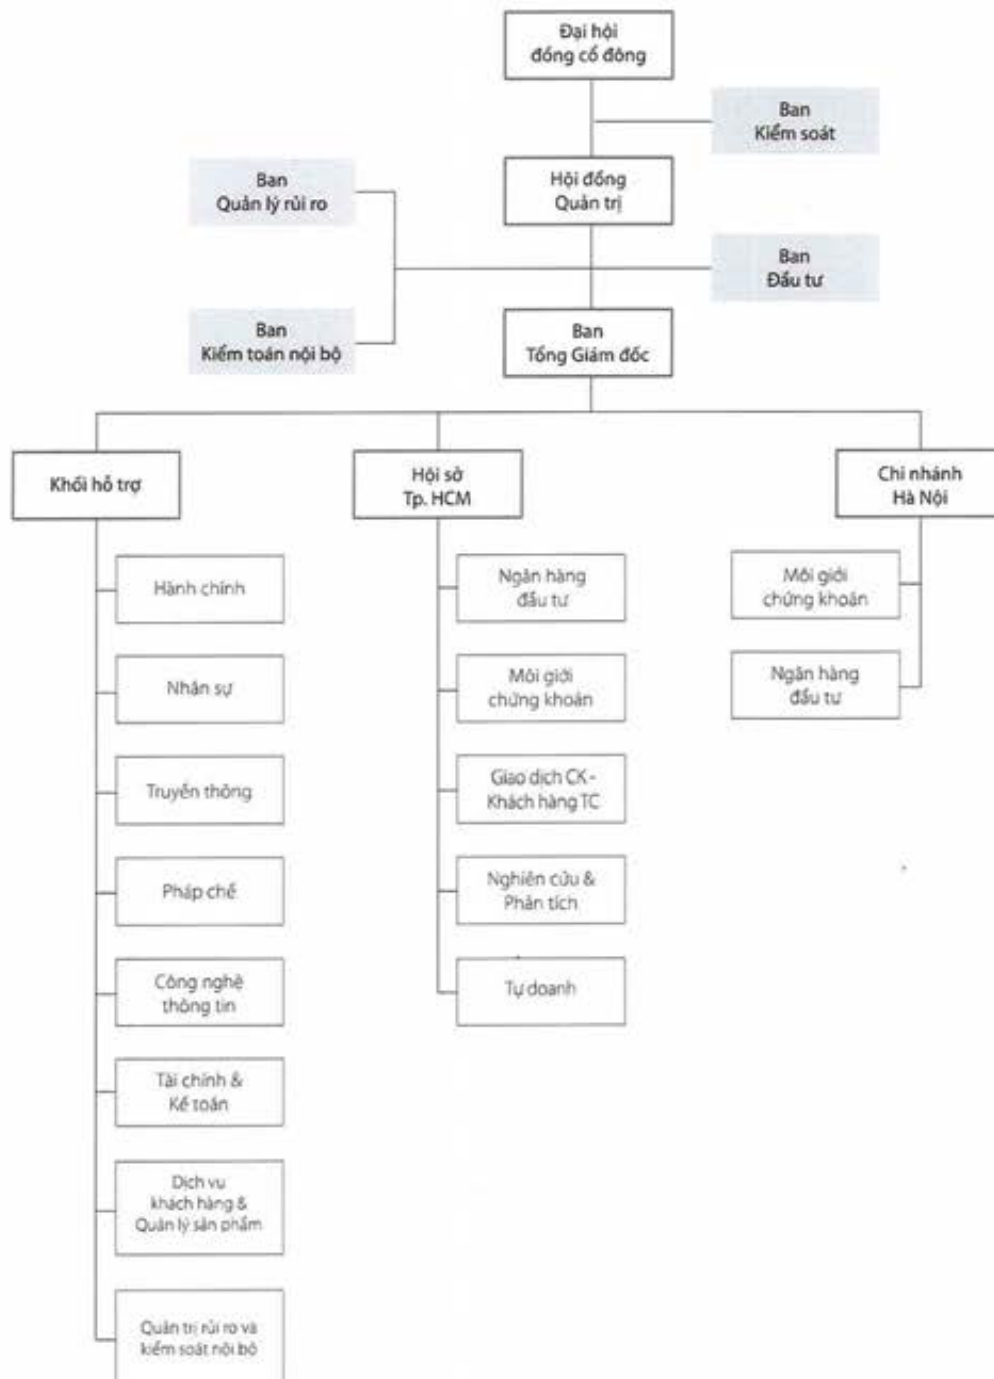 Đại hội
đồng cổ đông
Ban
Kiểm soát
Ban
Quản lý rủi ro
Hội đồng
Quản trị
Ban
Đầu tư
Ban
Kiểm toán nội bộ
Ban
Tổng Giám đốc
Khối hỗ trợ
Hội sở
Tp. HCM
Chi nhánh
Hà Nội
Hành chính
Nhân sự
Truyền thông
Pháp chế
Công nghệ
thông tin
Tài chính &
Kế toán
Dịch vụ
khách hàng &
Quản lý sản phẩm
Quản trị rủi ro và
kiểm soát nội bộ
Ngân hàng
đầu tư
Môi giới
chứng khoán
Giao dịch CK -
Khách hàng TC
Nghiên cứu &
Phân tích
Tự doanh
Môi giới
chứng khoán
Ngân hàng
đầu tư